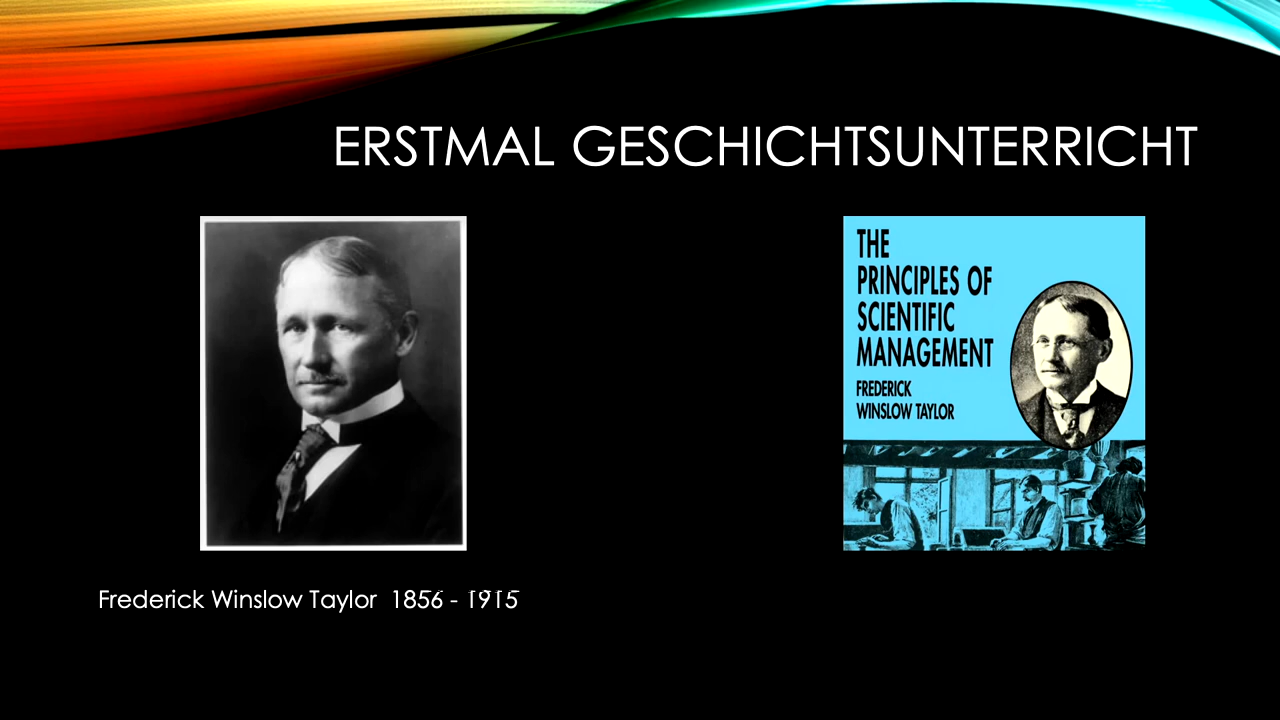 ERSTMAL GESCHICHTSUNTERRICHT
THE
PRINCIPLES OF
SCIENTIFIC
MANAGEMENT
FREDERICK
WINSLOW TAYLOR
Frederick Winslow Taylor 1856 - 1915